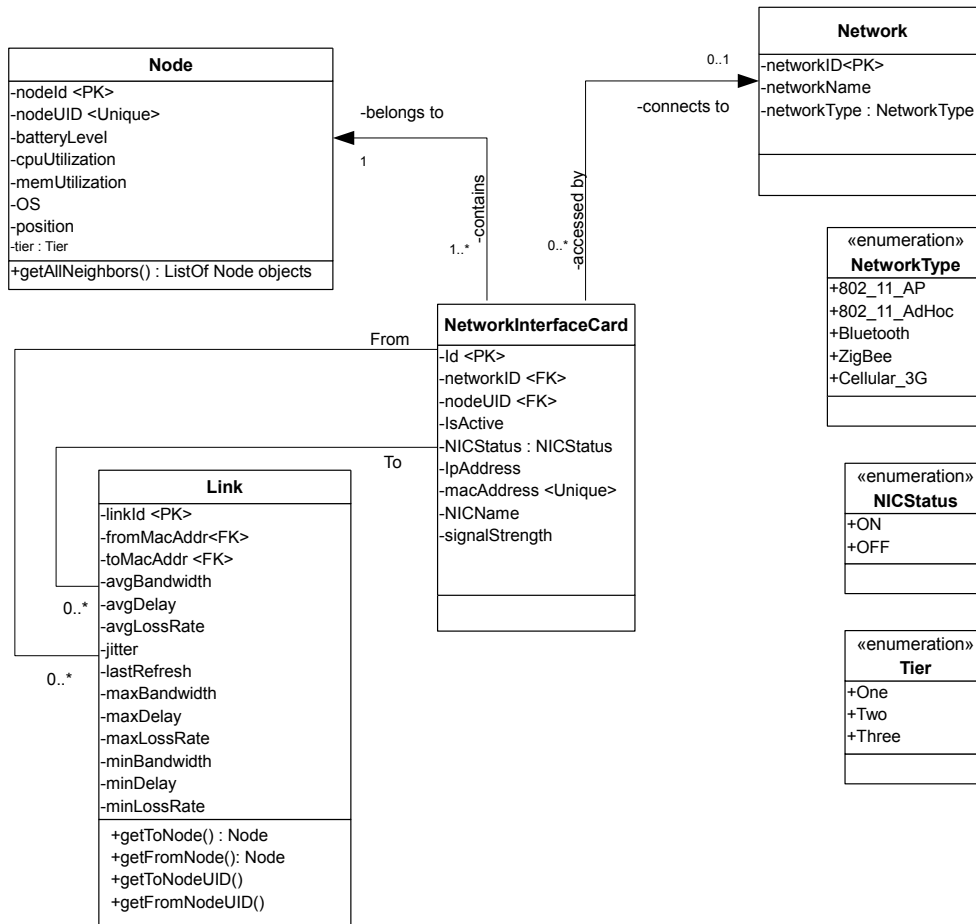 Node
-nodeId <PK>
-nodeUID <Unique>
-batteryLevel
-cpuUtilization
-memUtilization
-OS
-position
-tier : Tier
+getAllNeighbors() : ListOf Node objects
-belongs to
1
-contains
1..*
0..1
-connects to
-accessed by
0..*
Network
-networkID<PK>
-networkName
-networkType : NetworkType
«enumeration»
NetworkType
+802_11_AP
+802_11_AdHoc
+Bluetooth
+ZigBee
+Cellular_3G
NetworkInterfaceCard
-Id <PK>
-networkID <FK>
-nodeUID <FK>
-IsActive
-NICStatus : NICStatus
-IpAddress
-macAddress <Unique>
-NICName
-signalStrength
From
To
0..*
0..*
Link
-linkId <PK>
-fromMacAddr<FK>
-toMacAddr <FK>
-avgBandwidth
-avgDelay
-avgLossRate
-jitter
-lastRefresh
-maxBandwidth
-maxDelay
-maxLossRate
-minBandwidth
-minDelay
-minLossRate
+getToNode() : Node
+getFromNode(): Node
+getToNodeUID()
+getFromNodeUID()
«enumeration»
NICStatus
+ON
+OFF
«enumeration»
Tier
+One
+Two
+Three